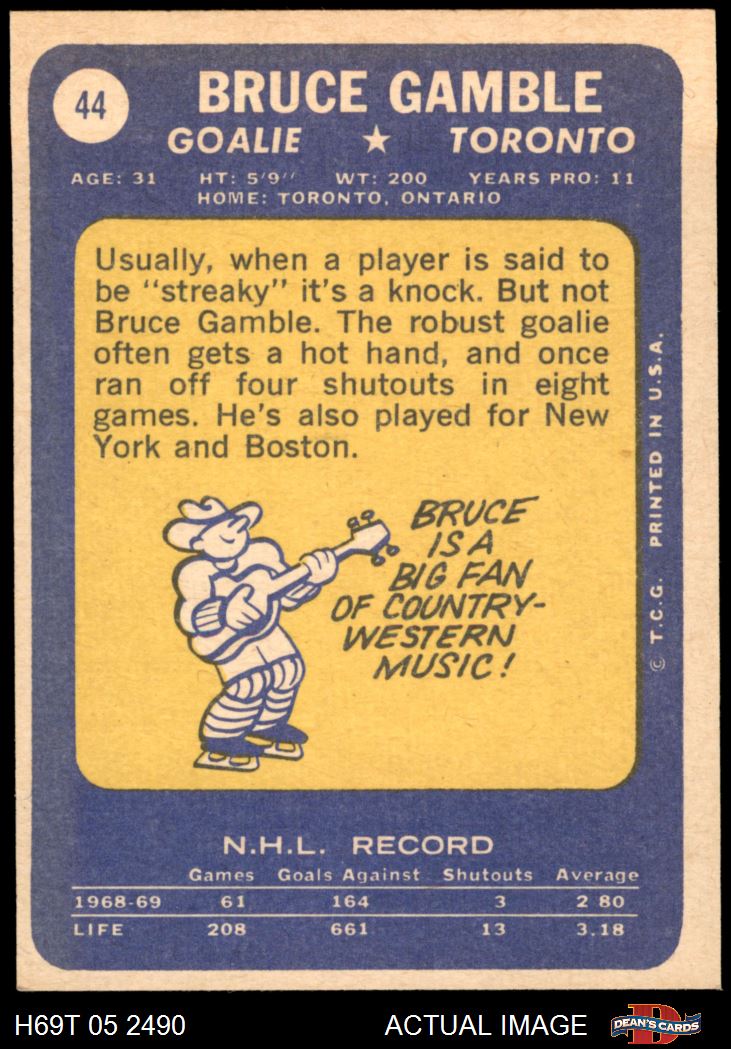 44
BRUCE GAMBLE
GOALIE ★ TORONTO
AGE: 31 HT: 5'9'' WT: 200 YEARS PRO: 11
HOME: TORONTO, ONTARIO
Usually, when a player is said to
be "streaky" it's a knock. But not
Bruce Gamble. The robust goalie
often gets a hot hand, and once
ran off four shutouts in eight
games. He's also played for New
York and Boston.
BRUCE
IS A
BIG FAN
OF COUNTRY-
WESTERN
MUSIC!
© T.C.G. PRINTED IN U.S.A.
N.H.L. RECORD
Games Goals Against Shutouts Average
1968-69 61 164 3 2 80
LIFE 208 661 13 3.18
H69T 05 2490 ACTUAL IMAGE
D
DEAN'S CARDS